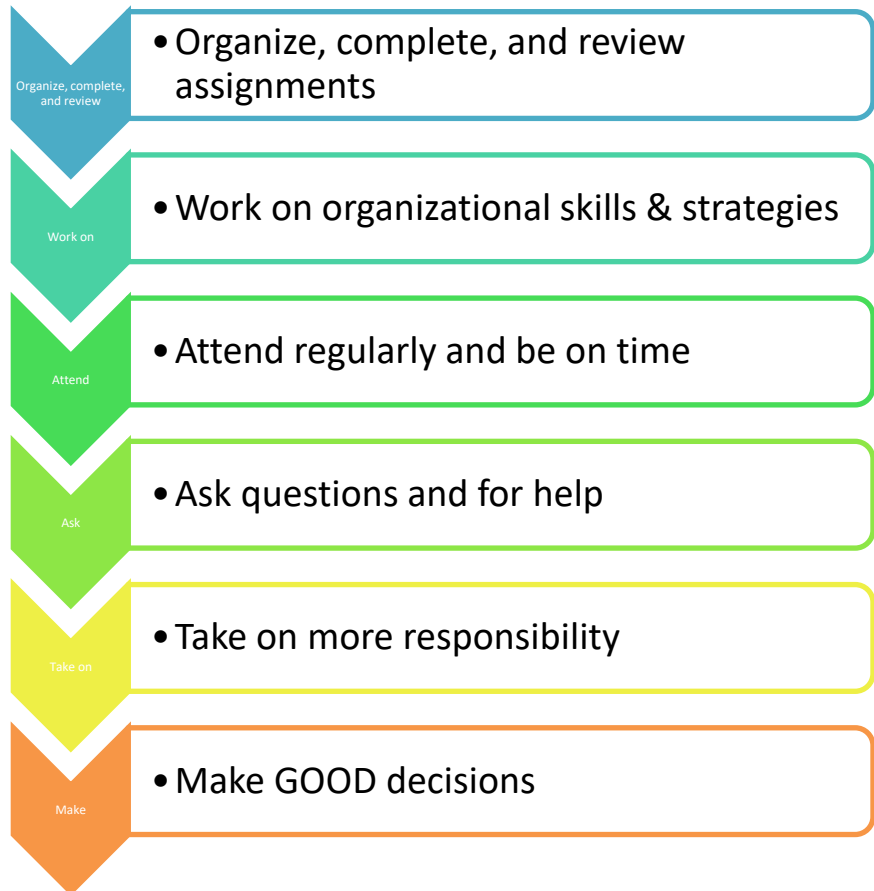 Organize, complete,
and review
• Organize, complete, and review
assignments
Work on
• Work on organizational skills & strategies
Attend
• Attend regularly and be on time
Ask
• Ask questions and for help
Take on
• Take on more responsibility
Make
• Make GOOD decisions